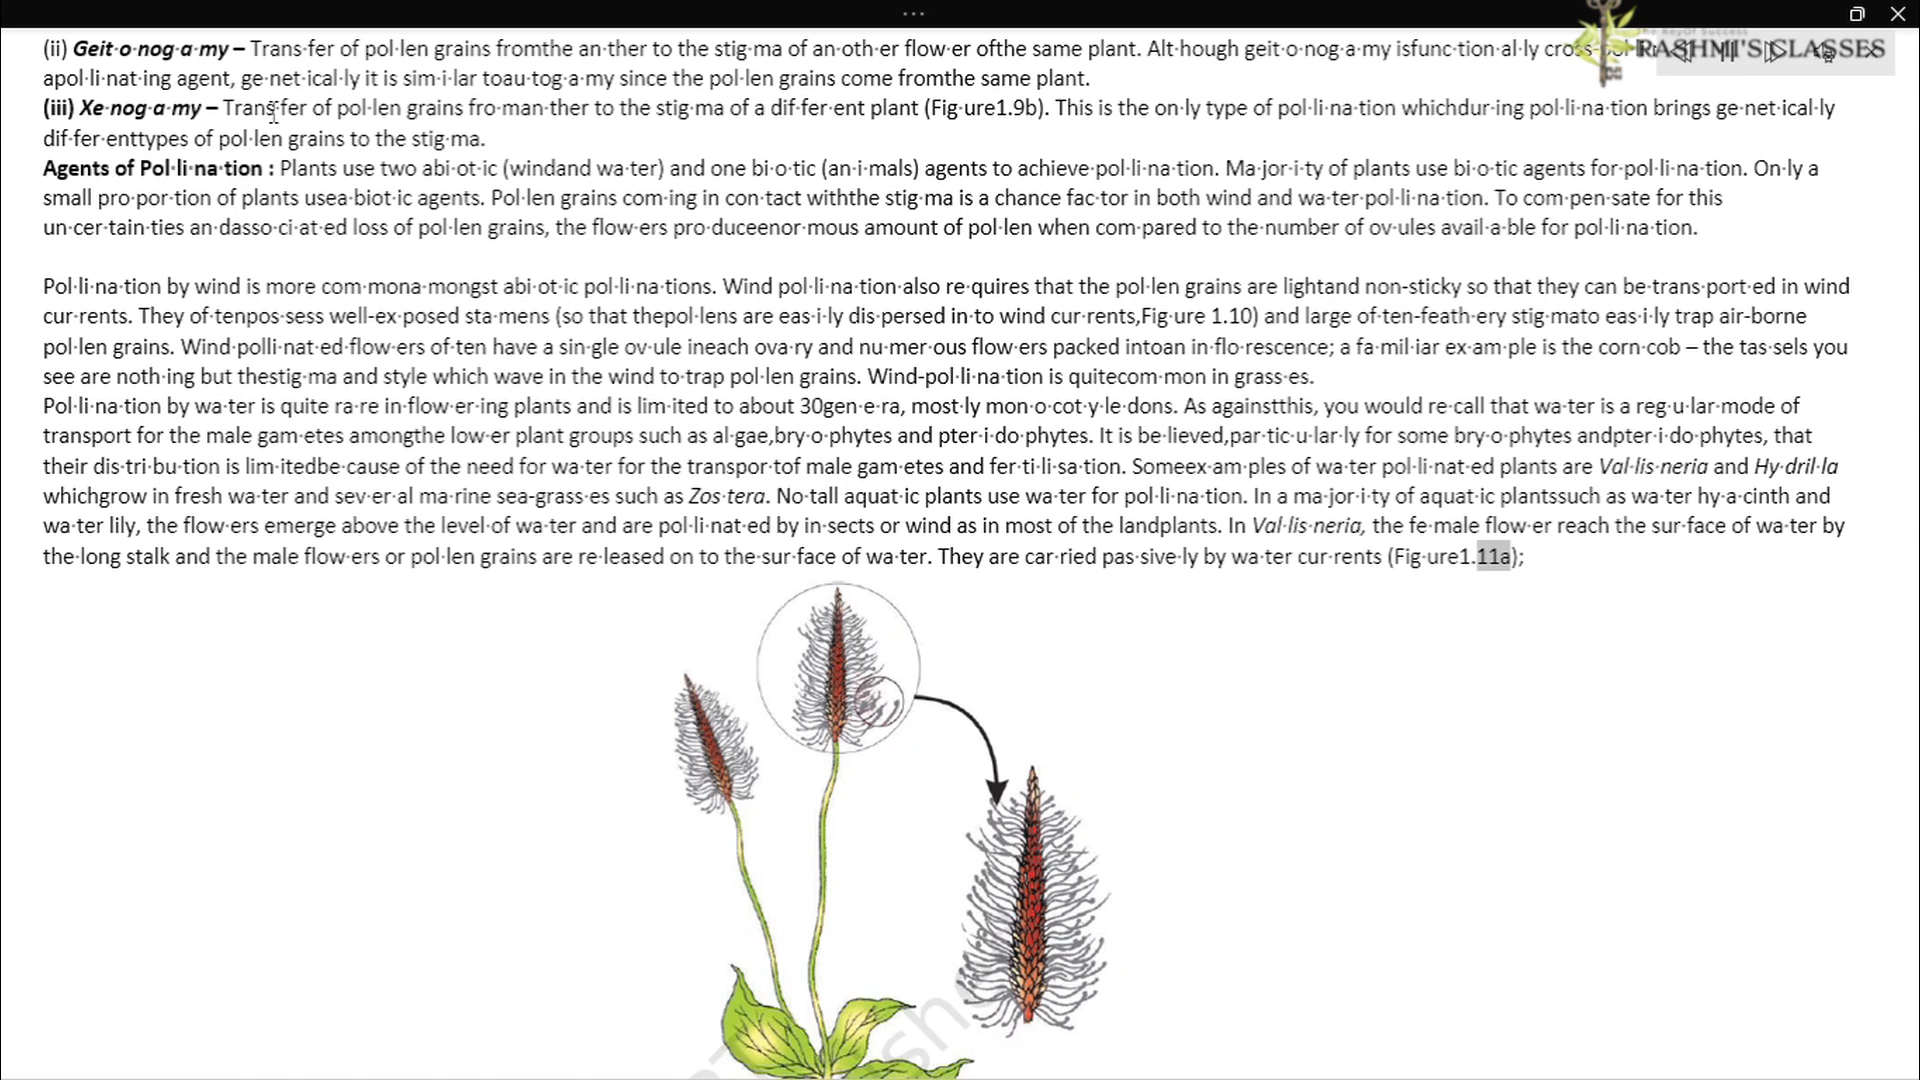 (ii) Geit·o·nog·a·my – Trans·fer of pol·len grains fromthe an·ther to the stig·ma of an·oth·er flow·er ofthe same plant. Alt·hough geit·o·nog·a·my isfunc·tion·al·ly
RASHMI'S CLASSES
apol·li·nat·ing agent, ge·net·ical·ly it is sim·i·lar toau·tog·a·my since the pol·len grains come fromthe same plant.
(iii) Xe·nog·a·my – Trans·fer of pol·len grains fro·man·ther to the stig·ma of a dif·fer·ent plant (Fig·ure1.9b). This is the on·ly type of pol·li·na·tion whichdur·ing pol·li·na·tion brings ge·net·ical·ly
dif·fer·enttypes of pol·len grains to the stig·ma.
Agents of Pol·li·na·tion : Plants use two abi·ot·ic (windand wa·ter) and one bi·o·tic (an·i·mals) agents to achieve·pol·li·na·tion. Ma·jor·i·ty of plants use bi·o·tic agents for·pol·li·na·tion. On·ly a
small pro·por·tion of plants usea·biot·ic agents. Pol·len grains com·ing in con·tact withthe stig·ma is a chance fac·tor in both wind and wa·ter·pol·li·na·tion. To com·pen·sate for this
un·cer·tain·ties an·dasso·ci·at·ed loss of pol·len grains, the flow·ers pro·duceenor·mous amount of pol·len when com·pared to the·number of ov·ules avail·a·ble for pol·li·na·tion.
Pol·li·na·tion by wind is more com·mona·mongst abi·ot·ic pol·li·na·tions. Wind pol·li·na·tion·also re·quires that the pol·len grains are lightand non-sticky so that they can be·trans·port·ed in wind
cur·rents. They of·tenpos·sess well-ex·posed sta·mens (so that thepol·lens are eas·i·ly dis·persed in·to wind cur·rents,Fig·ure 1.10) and large of·ten-feath·ery stig·mato eas·i·ly trap air-borne
pol·len grains. Wind·polli·nat·ed·flow·ers of·ten have a sin·gle ov·ule ineach ova·ry and nu·mer·ous flow·ers packed intoan in·flo·rescence; a fa·mil·iar ex·am·ple is the corn·cob – the tas·sels you
see are noth·ing but thestig·ma and style which wave in the wind to·trap pol·len grains. Wind-pol·li·na·tion is quitecom·mon in grass·es.
Pol·li·na·tion by wa·ter is quite ra·re in·flow·er·ing plants and is lim·ited to about 30gen·e·ra, most·ly mon·o·cot·y·le·dons. As againstthis, you would re·call that wa·ter is a reg·u·lar·mode of
transport for the male gam·etes amongthe low·er plant groups such as al·gae,bry·o·phytes and pter·i·do·phytes. It is be·lieved,par·tic·u·lar·ly for some bry·o·phytes andpter·i·do·phytes, that
their dis·tri·bu·tion is lim·itedbe·cause of the need for wa·ter for the transpor·tof male gam·etes and fer·ti·li·sa·tion. Someex·am·ples of wa·ter pol·li·nat·ed plants are Val·lis·neria and Hy·dril·la
whichgrow in fresh wa·ter and sev·er·al ma·rine sea-grass·es such as Zos·tera. No·tall aquat·ic plants use wa·ter for pol·li·na·tion. In a ma·jor·i·ty of aquat·ic plantssuch as wa·ter hy·a·cinth and
wa·ter lily, the flow·ers emerge above the level·of wa·ter and are pol·li·nat·ed by in·sects or wind as in most of the landplants. In Val·lis·neria, the fe·male flow·er reach the sur·face of wa·ter by
the·long stalk and the male flow·ers or pol·len grains are re·leased on to the·sur·face of wa·ter. They are car·ried pas·sive·ly by wa·ter cur·rents (Fig·ure1.11a);